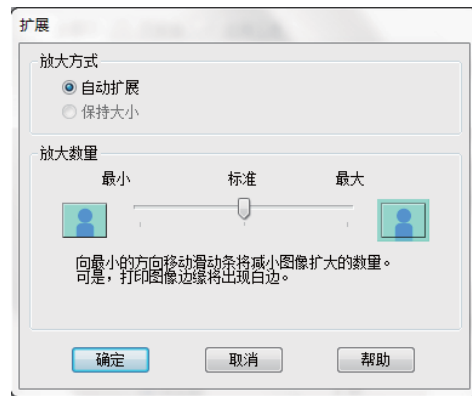 扩展
放大方式
自动扩展
保持大小
放大数量
最小 标准 最大
向最小的方向移动滑动条将减小图像扩大的数量。
可是，打印图像边缘将出现白边。
确定 取消 帮助